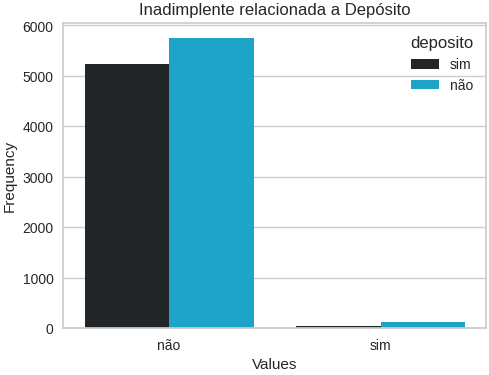 Inadimplente relacionada a Depósito
6000
5000
4000
3000
2000
1000
0
Frequency
deposito
sim
não
não
sim
Values